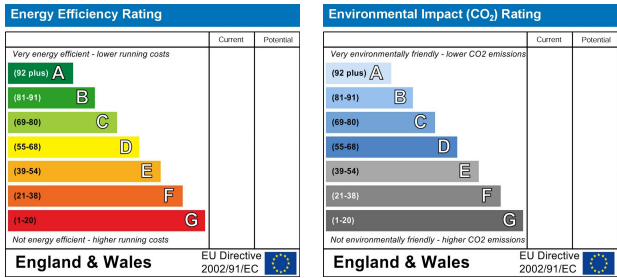 Energy Efficiency Rating
Current Potential
Very energy efficient - lower running costs
(92 plus) A
(81-91) B
(69-80) C
(55-68) D
(39-54) E
(21-38) F
(1-20) G
Not energy efficient - higher running costs
England & Wales
EU Directive
2002/91/EC
Environmental Impact (CO₂) Rating
Current Potential
Very environmentally friendly - lower CO2 emissions
(92 plus) A
(81-91) B
(69-80) C
(55-68) D
(39-54) E
(21-38) F
(1-20) G
Not environmentally friendly - higher CO2 emissions
England & Wales
EU Directive
2002/91/EC